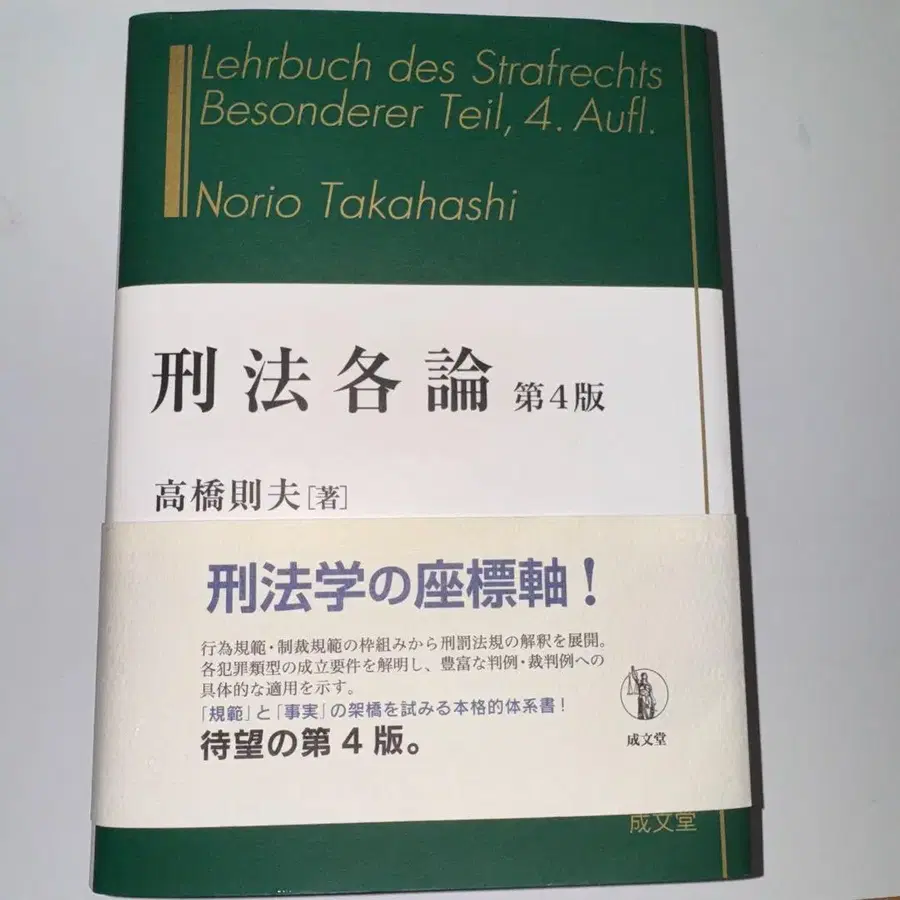 Lehrbuch des Strafrechts
Besonderer Teil, 4. Aufl.
Norio Takahashi
刑法各論 第4版
高橋則夫[著]
刑法学の座標軸!
行為規範・制裁規範の枠組みから刑罰法規の解釈を展開。
各犯罪類型の成立要件を解明し、豊富な判例・裁判例への
具体的な適用を示す。
「規範」と「事実」の架橋を試みる本格的体系書!
待望の第4版。
成文堂
成文堂